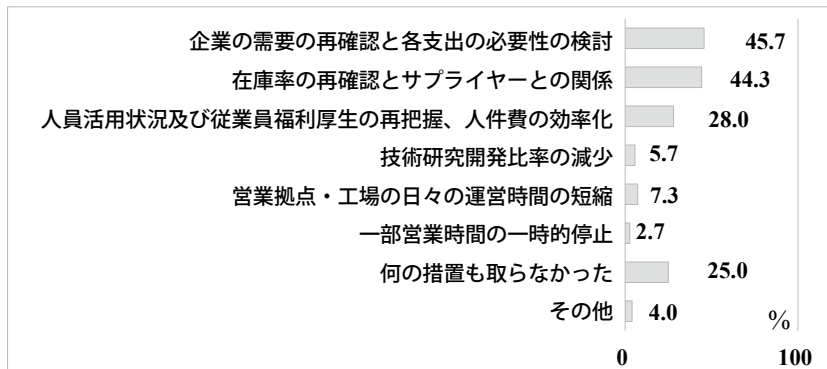 企業の需要の再確認と各支出の必要性の検討 45.7
在庫率の再確認とサプライヤーとの関係 44.3
人員活用状況及び従業員福利厚生の再把握、人件費の効率化 28.0
技術研究開発比率の減少 5.7
営業拠点・工場の日々の運営時間の短縮 7.3
一部営業時間の一時的停止 2.7
何の措置も取らなかった 25.0
その他 4.0
%
0 100